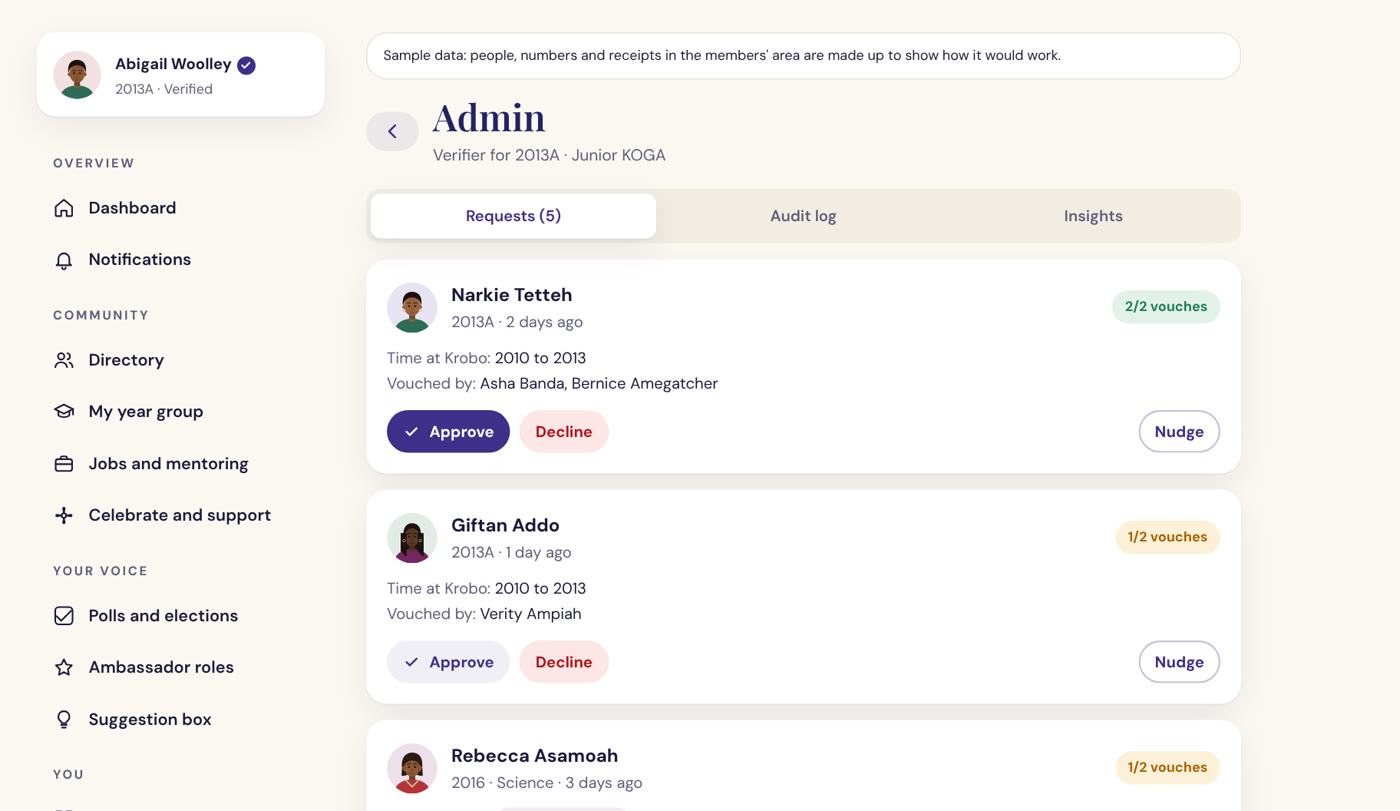 Abigail Woolley
2013A · Verified
OVERVIEW
Dashboard
Notifications
COMMUNITY
Directory
My year group
Jobs and mentoring
Celebrate and support
YOUR VOICE
Polls and elections
Ambassador roles
Suggestion box
YOU
Sample data: people, numbers and receipts in the members' area are made up to show how it would work.
Admin
Verifier for 2013A · Junior KOGA
Requests (5)
Audit log
Insights
Narkie Tetteh
2013A · 2 days ago
2/2 vouches
Time at Krobo: 2010 to 2013
Vouched by: Asha Banda, Bernice Amegatcher
Approve
Decline
Nudge
Giftan Addo
2013A · 1 day ago
1/2 vouches
Time at Krobo: 2010 to 2013
Vouched by: Verity Ampiah
Approve
Decline
Nudge
Rebecca Asamoah
2016 · Science · 3 days ago
1/2 vouches